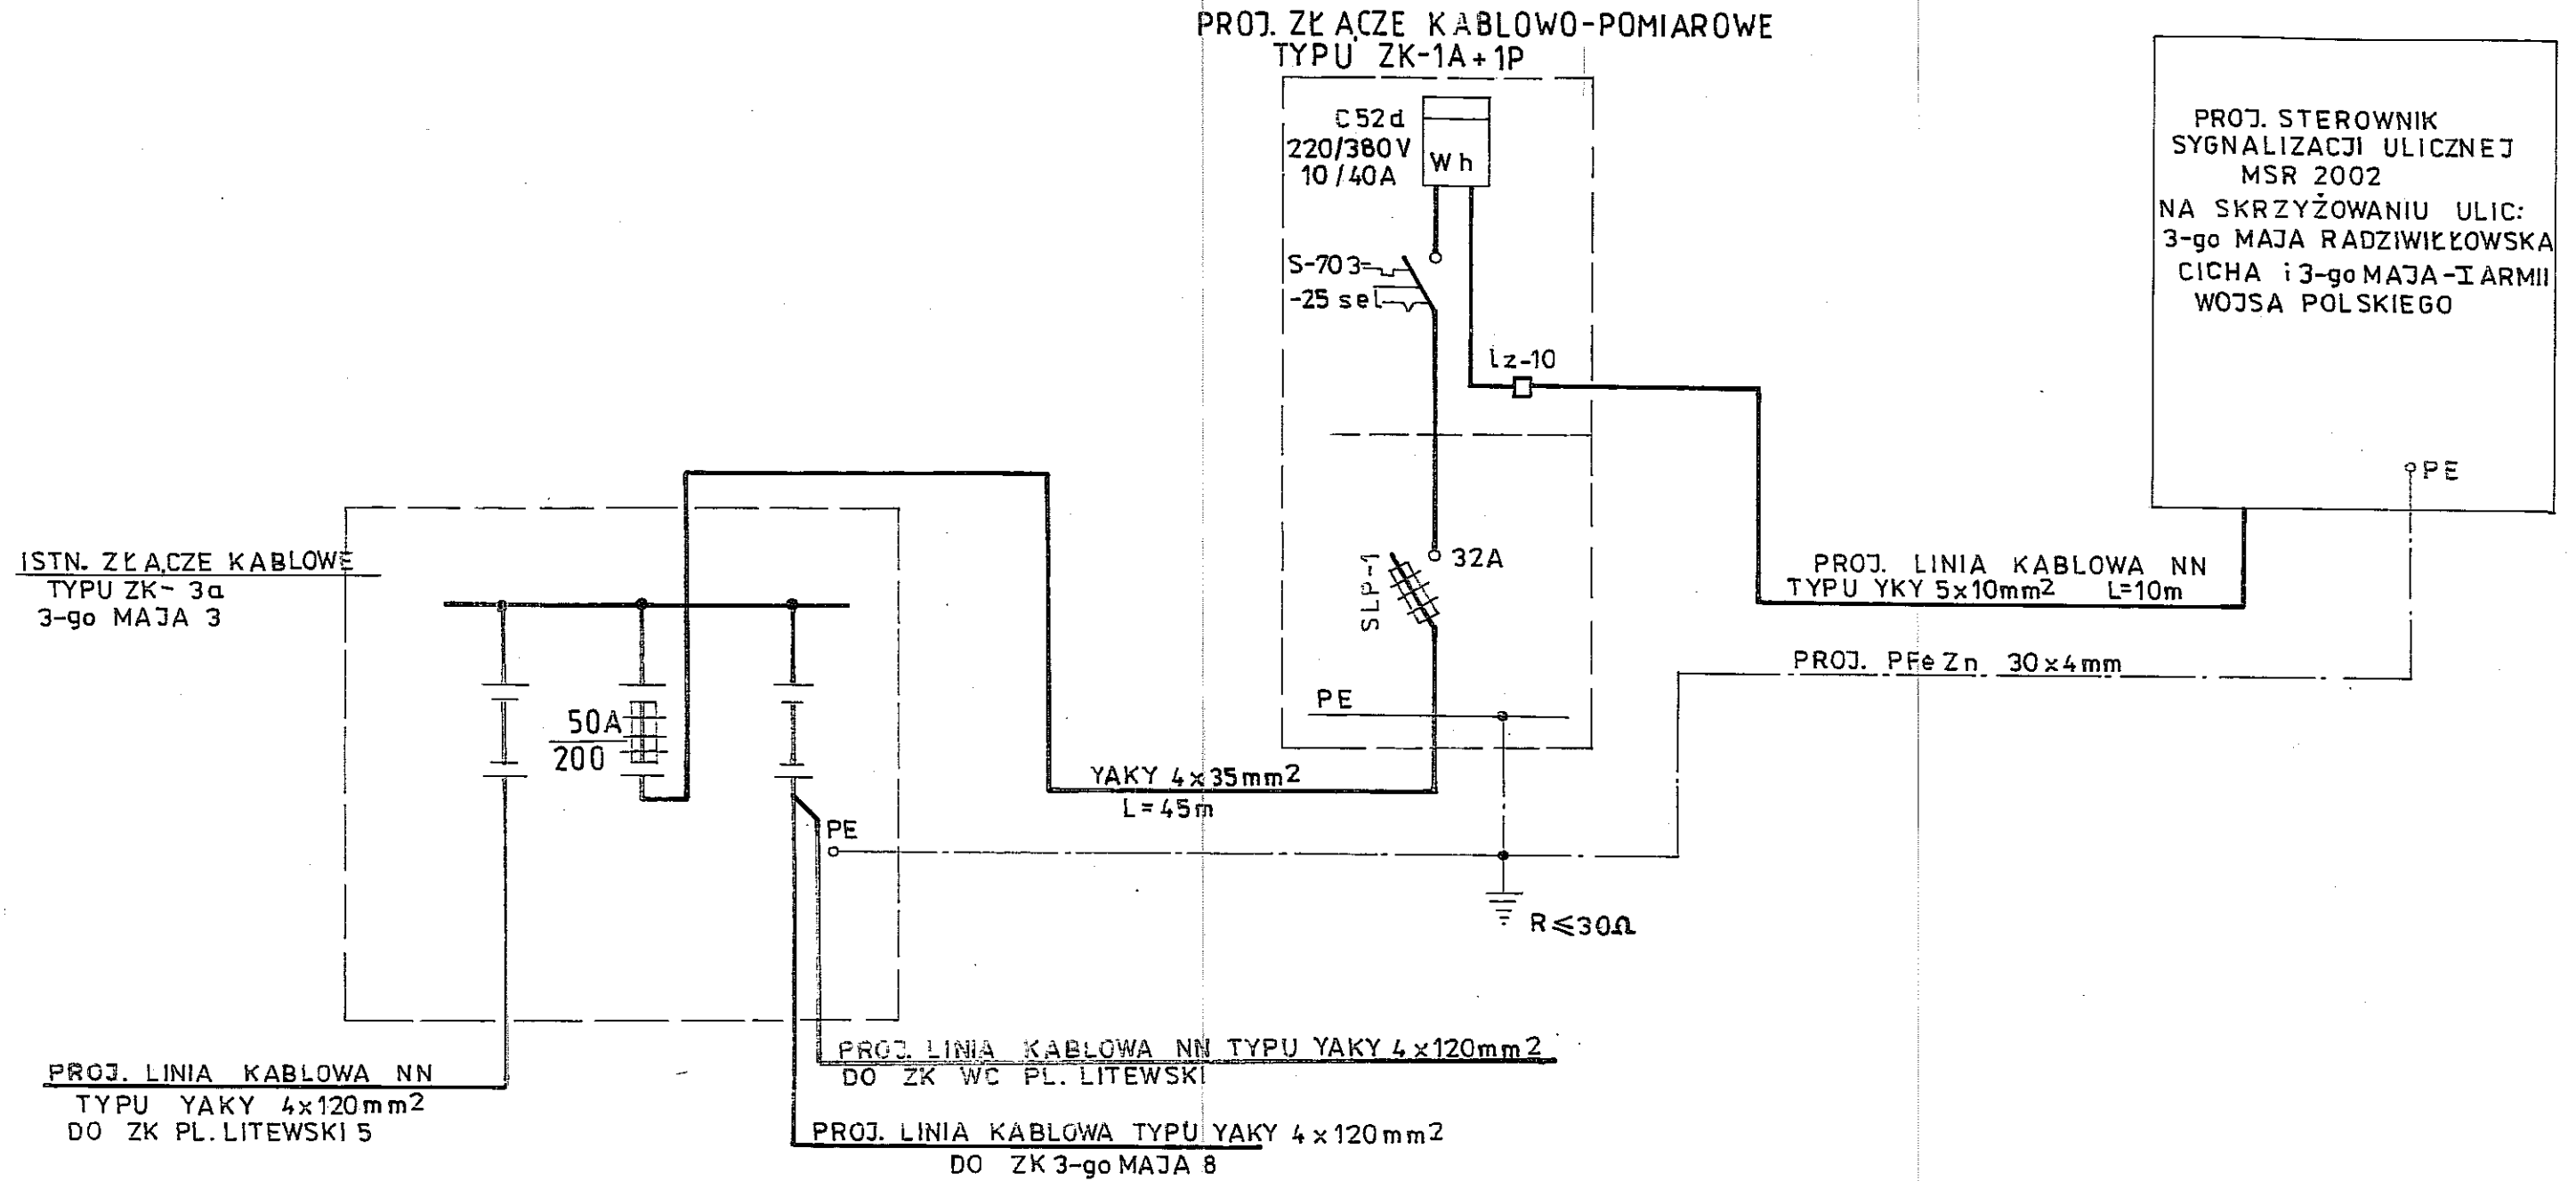 PROJ. ZŁĄCZE KABLOWO-POMIAROWE
TYPU ZK-1A+1P
C52d
220/380V
10/40A
Wh
S-703
-25 sel
Lz-10
32A
SLP-1
PE
PROJ. STEROWNIK
SYGNALIZACJI ULICZNEJ
MSR 2002
NA SKRZYŻOWANIU ULIC:
3-go MAJA RADZIWIŁŁOWSKA
CICHA i 3-go MAJA-I ARMII
WOJSA POLSKIEGO
PE
PROJ. LINIA KABLOWA NN
TYPU YKY 5x10mm2 L=10m
PROJ. PFeZn 30x4mm
ISTN. ZŁĄCZE KABLOWE
TYPU ZK- 3a
3-go MAJA 3
50A
200
YAKY 4x35mm2
L=45m
PE
R≤30Ω
PROJ. LINIA KABLOWA NN TYPU YAKY 4x120mm2
DO ZK WC PL. LITEWSKI
PROJ. LINIA KABLOWA NN
TYPU YAKY 4x120mm2
DO ZK PL. LITEWSKI 5
PROJ. LINIA KABLOWA TYPU YAKY 4x120mm2
DO ZK 3-go MAJA 8